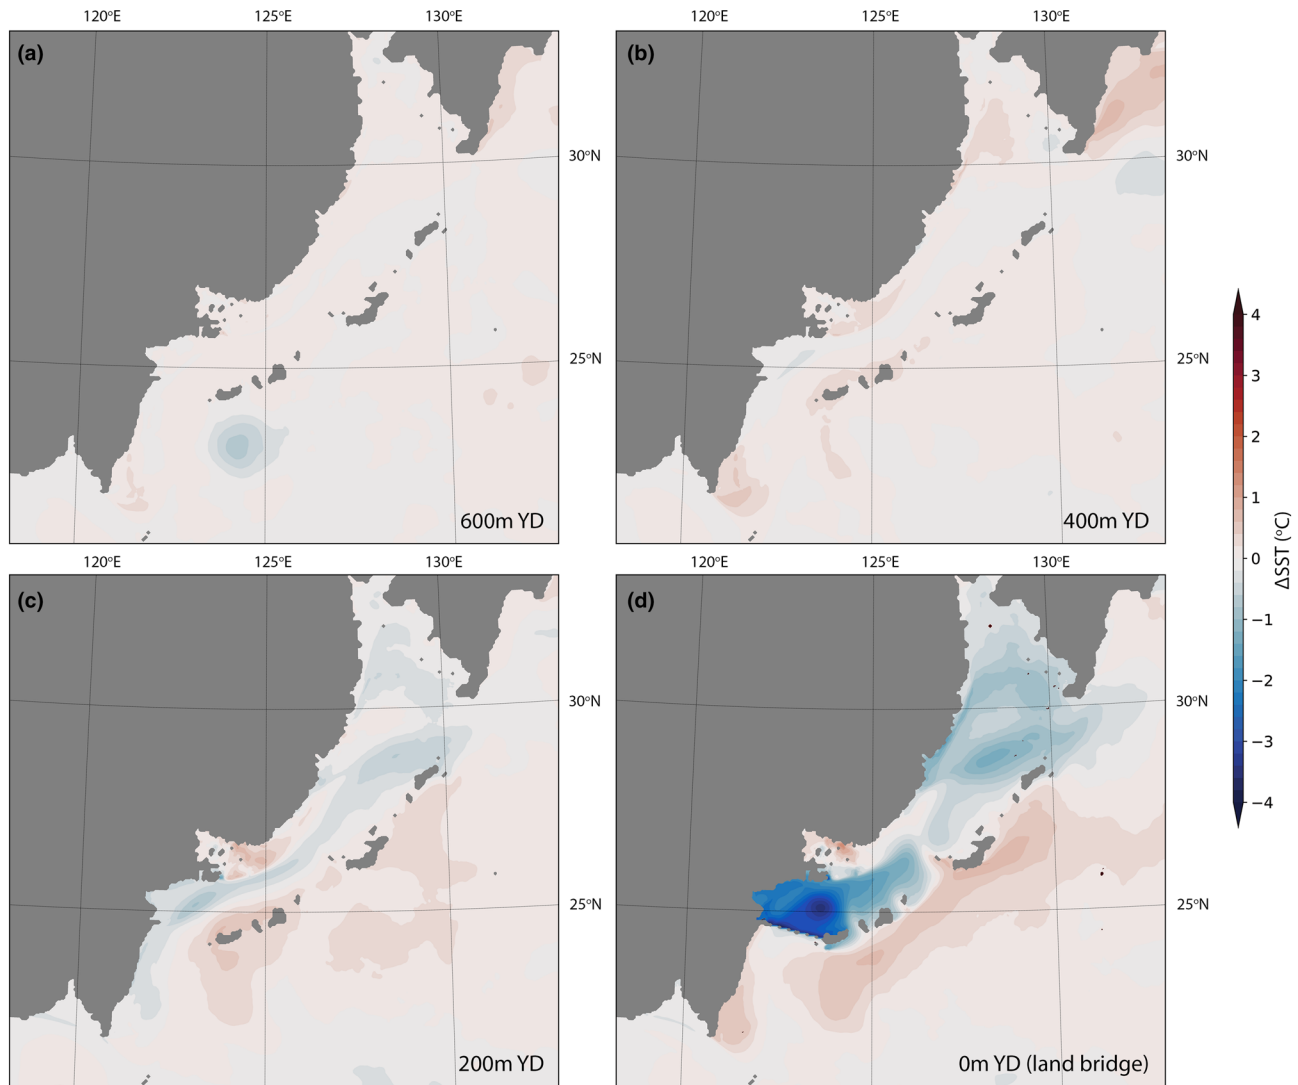 120°E 125°E 130°E 120°E 125°E 130°E
(a) (b)
30°N 30°N
25°N 25°N
600m YD 400m YD
120°E 125°E 130°E 120°E 125°E 130°E
(c) (d)
30°N 30°N
25°N 25°N
200m YD 0m YD (land bridge)
4
3
2
1
0
−1
−2
−3
−4
ΔSST (°C)